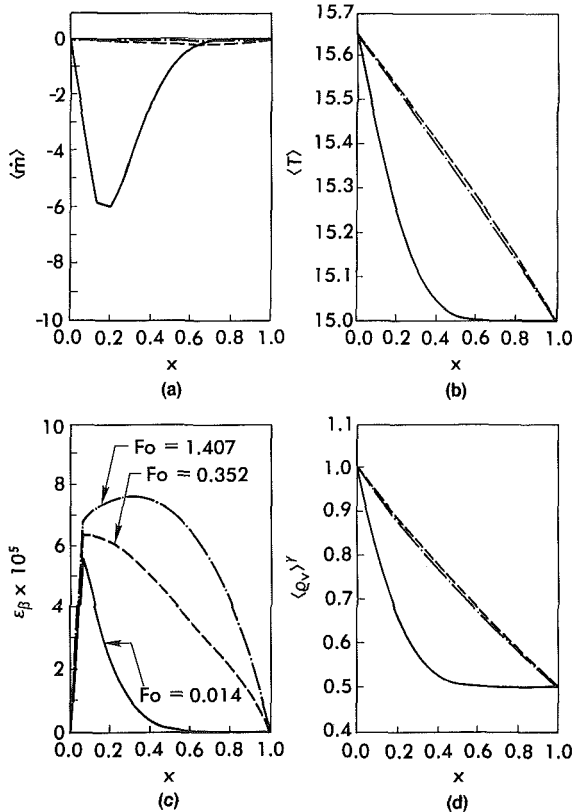 0
-2
-4
-6
-8
-10
⟨ṁ⟩
0.0 0.2 0.4 0.6 0.8 1.0
x
(a)
15.7
15.6
15.5
15.4
15.3
15.2
15.1
15.0
⟨T⟩
0.0 0.2 0.4 0.6 0.8 1.0
x
(b)
10
8
6
4
2
0
ε_β × 10⁵
Fo = 1.407
Fo = 0.352
Fo = 0.014
0.0 0.2 0.4 0.6 0.8 1.0
x
(c)
1.1
1.0
0.9
0.8
0.7
0.6
0.5
0.4
⟨ϱ_v⟩^γ
0.0 0.2 0.4 0.6 0.8 1.0
x
(d)